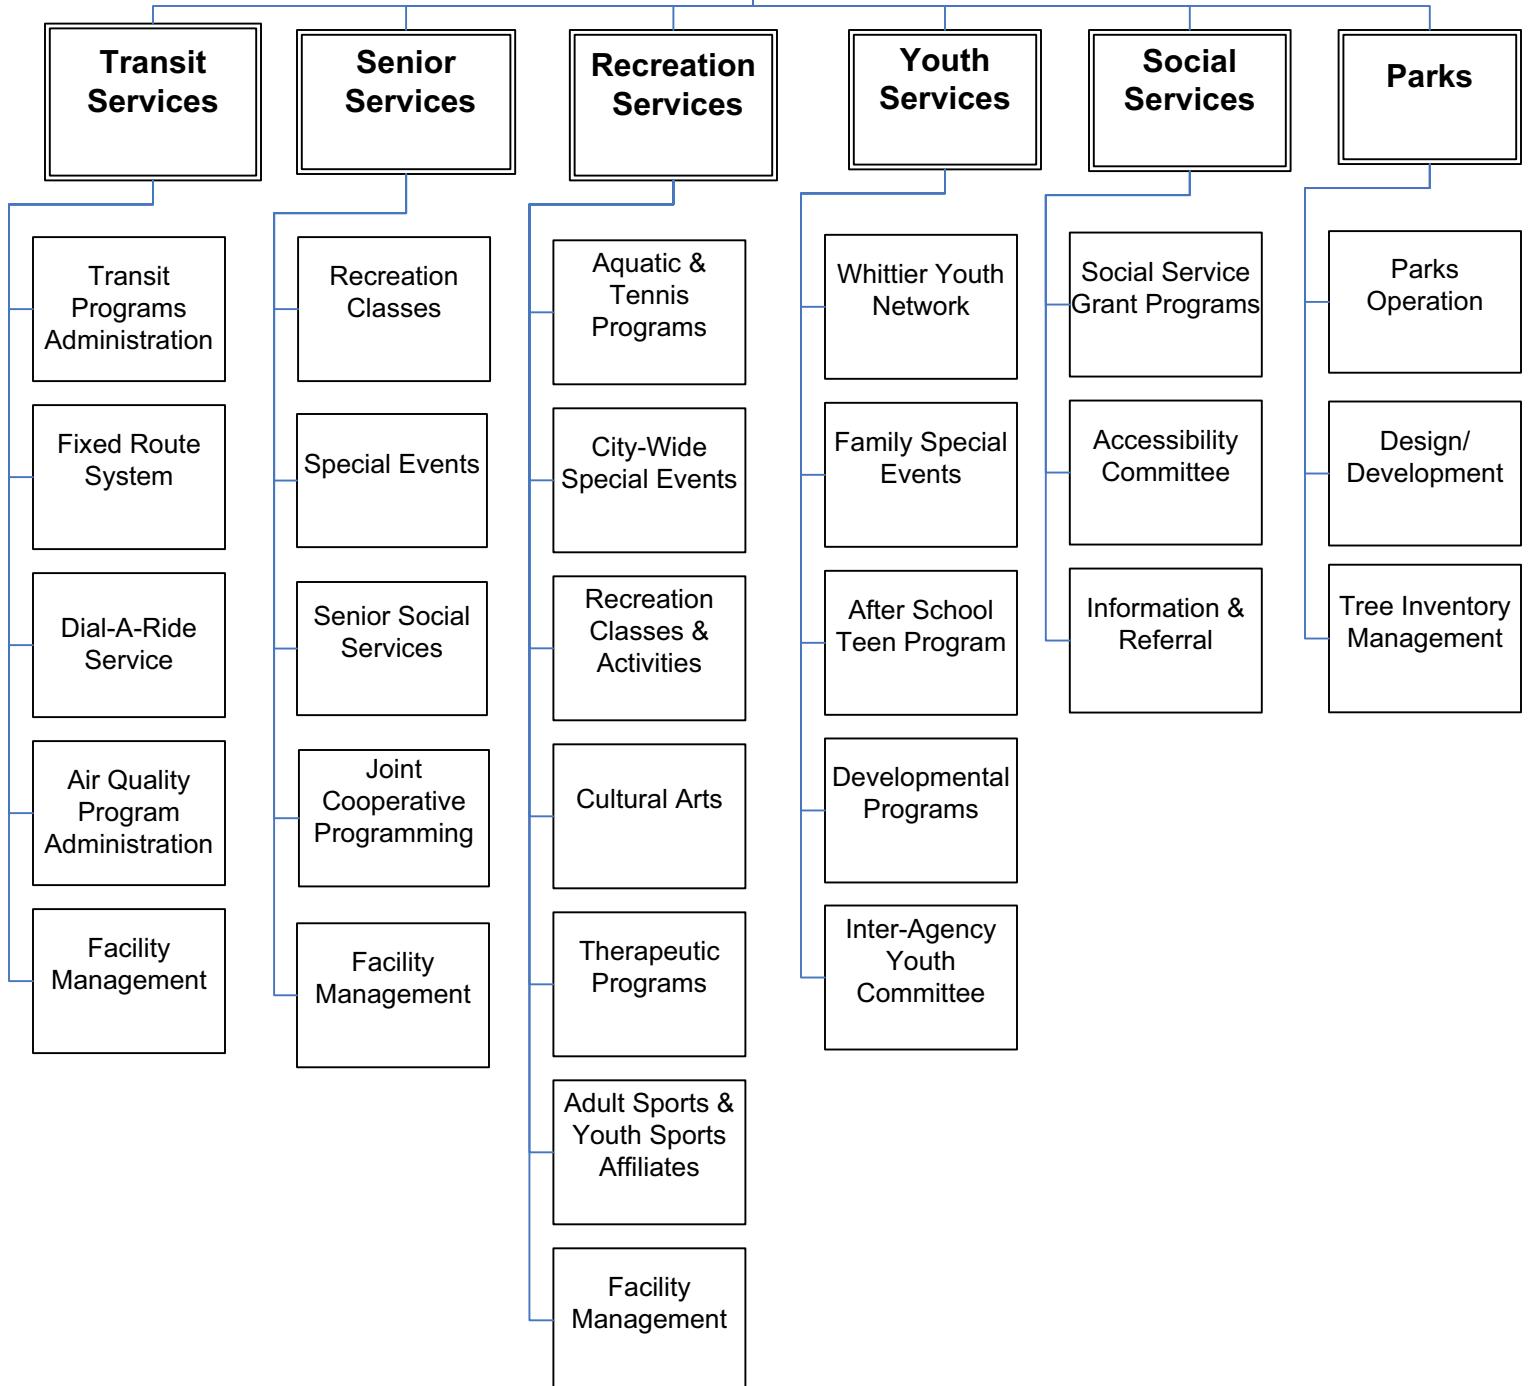 Transit
Services
Senior
Services
Recreation
Services
Youth
Services
Social
Services
Parks
Transit
Programs
Administration
Fixed Route
System
Dial-A-Ride
Service
Air Quality
Program
Administration
Facility
Management
Recreation
Classes
Special Events
Senior Social
Services
Joint
Cooperative
Programming
Facility
Management
Aquatic &
Tennis
Programs
City-Wide
Special Events
Recreation
Classes &
Activities
Cultural Arts
Therapeutic
Programs
Adult Sports &
Youth Sports
Affiliates
Facility
Management
Whittier Youth
Network
Family Special
Events
After School
Teen Program
Developmental
Programs
Inter-Agency
Youth
Committee
Social Service
Grant Programs
Accessibility
Committee
Information &
Referral
Parks
Operation
Design/
Development
Tree Inventory
Management